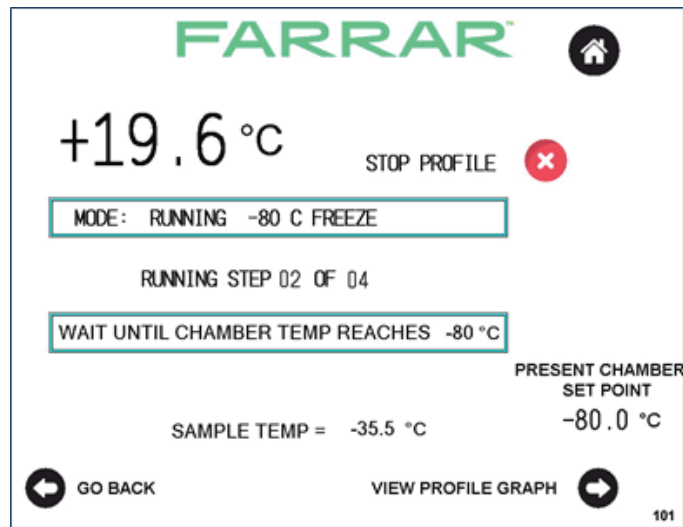 FARRAR™
+19.6 °C
STOP PROFILE
MODE: RUNNING -80 C FREEZE
RUNNING STEP 02 OF 04
WAIT UNTIL CHAMBER TEMP REACHES -80 °C
PRESENT CHAMBER
SET POINT
-80.0 °C
SAMPLE TEMP = -35.5 °C
GO BACK
VIEW PROFILE GRAPH
101